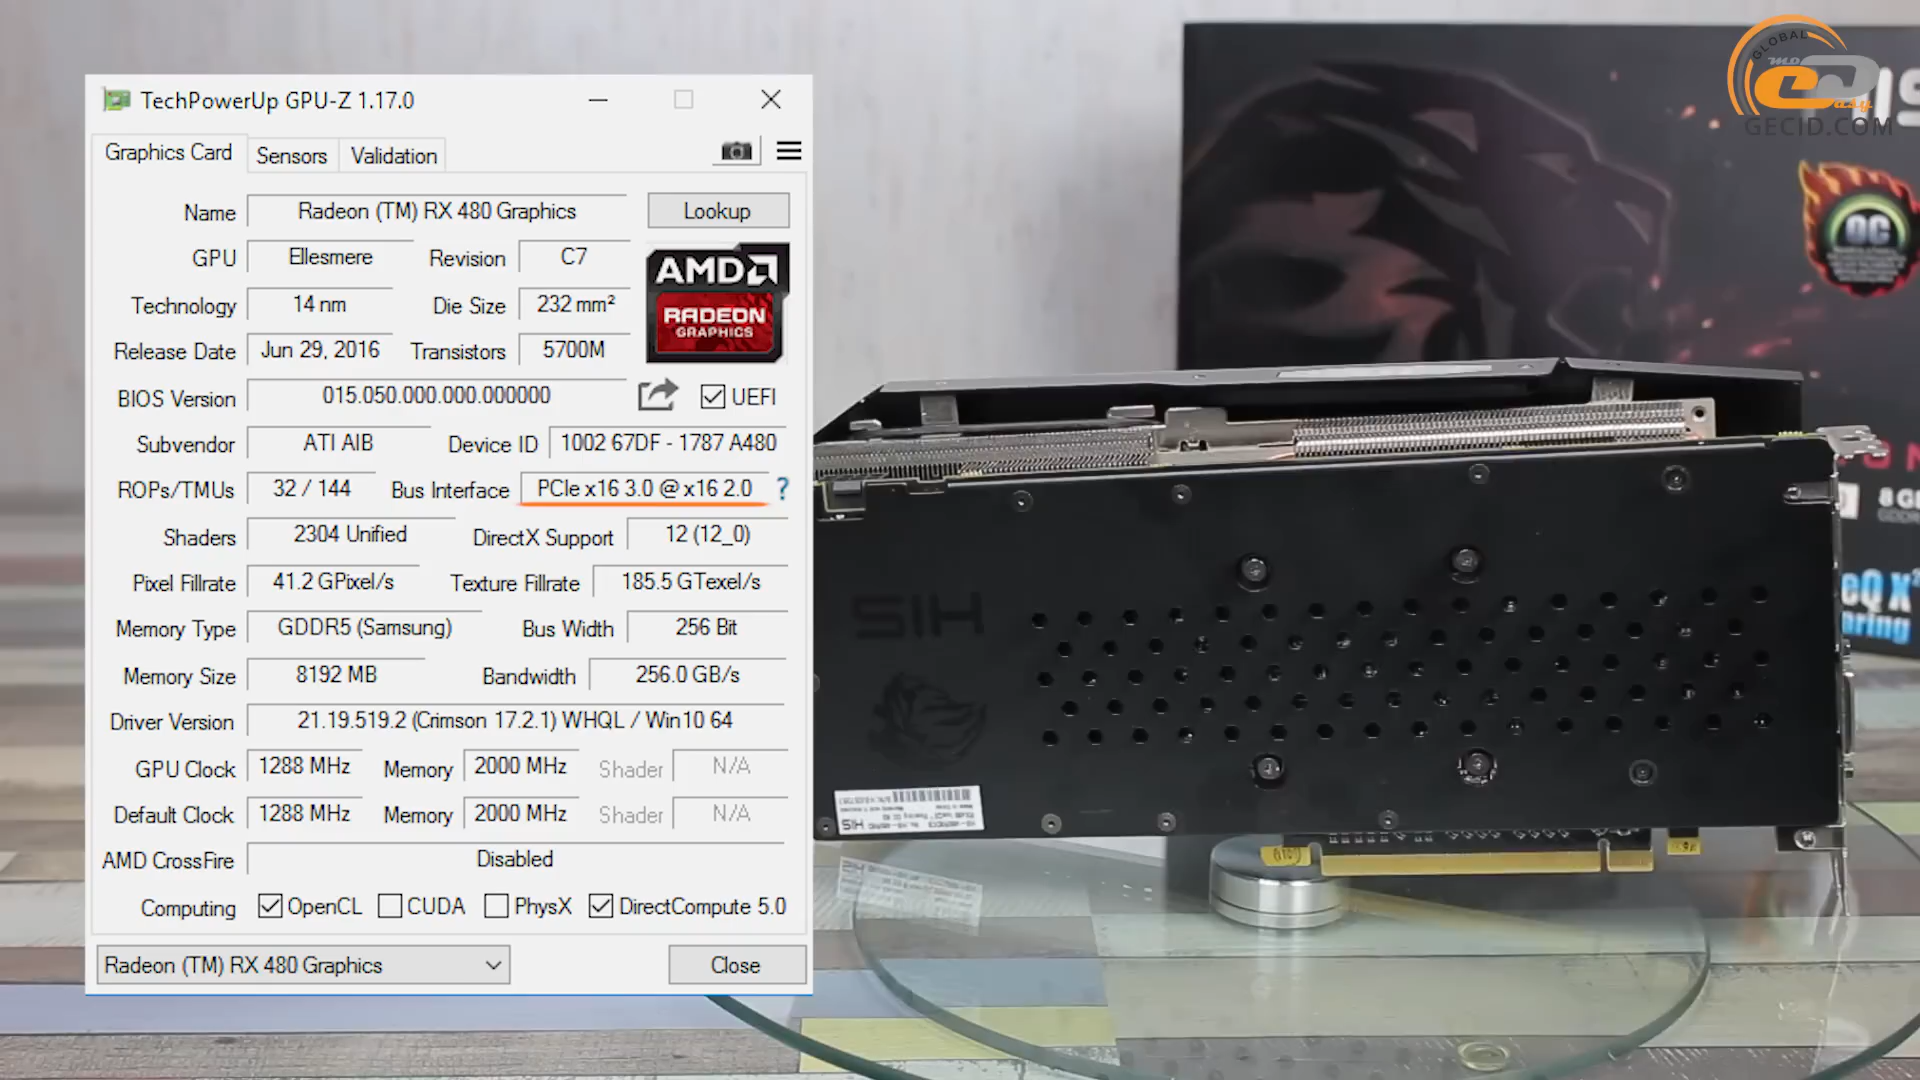 TechPowerUp GPU-Z 1.17.0
Graphics Card Sensors Validation
Name Radeon (TM) RX 480 Graphics Lookup
GPU Ellesmere Revision C7
AMD
RADEON
GRAPHICS
Technology 14 nm Die Size 232 mm²
Release Date Jun 29, 2016 Transistors 5700M
BIOS Version 015.050.000.000.000000 UEFI
Subvendor ATI AIB Device ID 1002 67DF - 1787 A480
ROPs/TMUs 32 / 144 Bus Interface PCIe x16 3.0 @ x16 2.0 ?
Shaders 2304 Unified DirectX Support 12 (12_0)
Pixel Fillrate 41.2 GPixel/s Texture Fillrate 185.5 GTexel/s
Memory Type GDDR5 (Samsung) Bus Width 256 Bit
Memory Size 8192 MB Bandwidth 256.0 GB/s
Driver Version 21.19.519.2 (Crimson 17.2.1) WHQL / Win10 64
GPU Clock 1288 MHz Memory 2000 MHz Shader N/A
Default Clock 1288 MHz Memory 2000 MHz Shader N/A
AMD CrossFire Disabled
Computing OpenCL CUDA PhysX DirectCompute 5.0
Radeon (TM) RX 480 Graphics Close
GLOBAL
easy
GECID.COM
OC
HIS
HIS